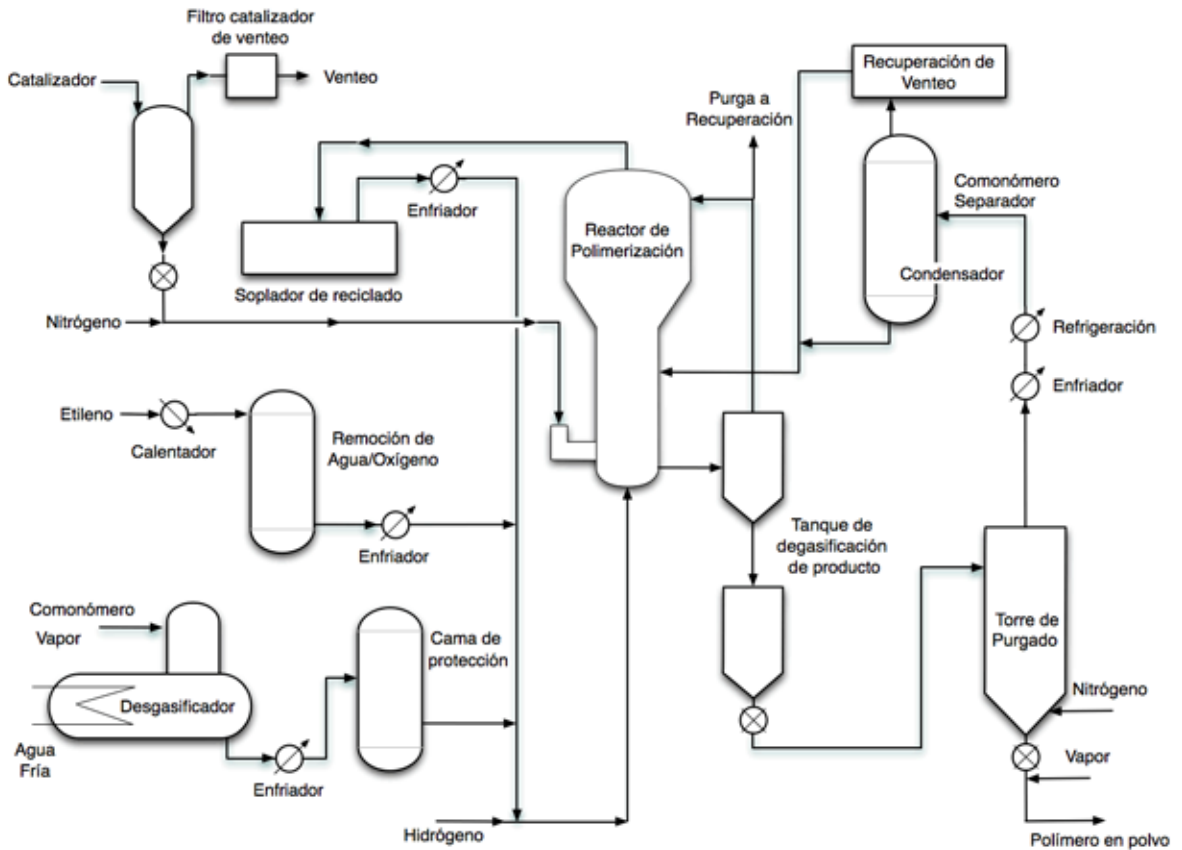 Filtro catalizador
de venteo
Catalizador
Venteo
Recuperación de
Venteo
Purga a
Recuperación
Comonómero
Separador
Enfriador
Reactor de
Polimerización
Condensador
Soplador de reciclado
Nitrógeno
Refrigeración
Enfriador
Etileno
Calentador
Remoción de
Agua/Oxígeno
Enfriador
Tanque de
degasificación
de producto
Comonómero
Vapor
Cama de
protección
Torre de
Purgado
Desgasificador
Nitrógeno
Agua
Fría
Enfriador
Vapor
Hidrógeno
Polímero en polvo